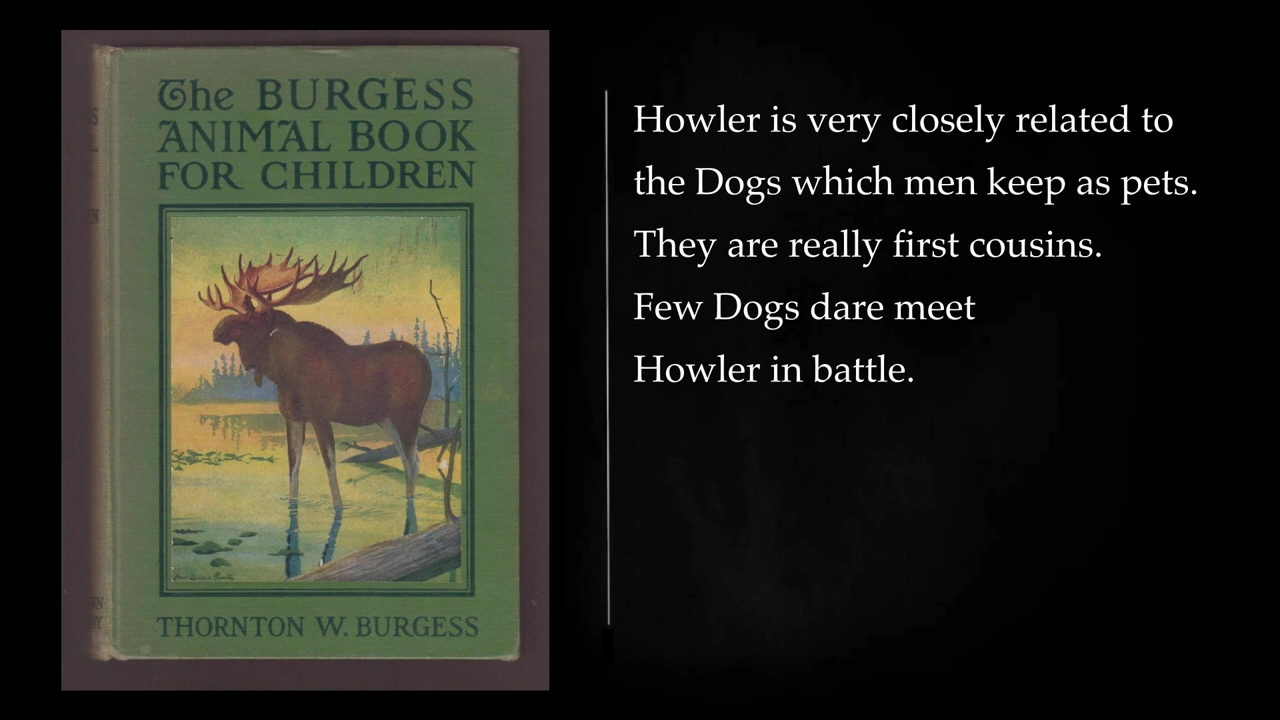 The BURGESS
ANIMAL BOOK
FOR CHILDREN
THORNTON W. BURGESS
Howler is very closely related to
the Dogs which men keep as pets.
They are really first cousins.
Few Dogs dare meet
Howler in battle.